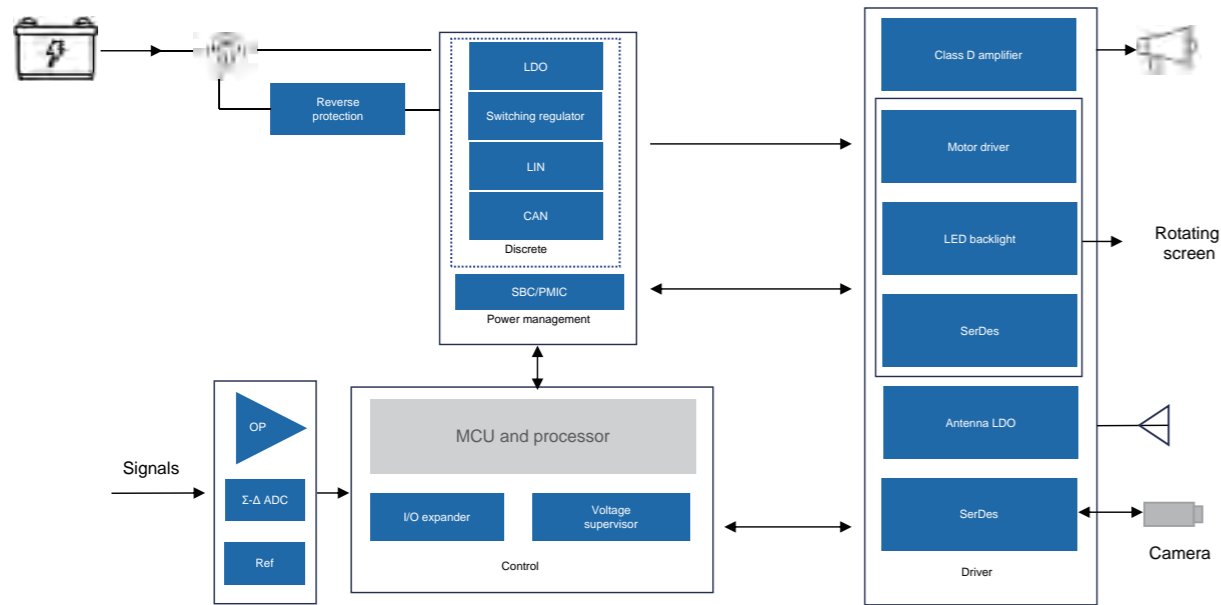 LDO
Switching regulator
LIN
CAN
Discrete
SBC/PMIC
Power management
Reverse
protection
Class D amplifier
Motor driver
LED backlight
SerDes
Rotating
screen
Antenna LDO
SerDes
Driver
Camera
Signals
OP
Σ-Δ ADC
Ref
MCU and processor
I/O expander
Voltage
supervisor
Control